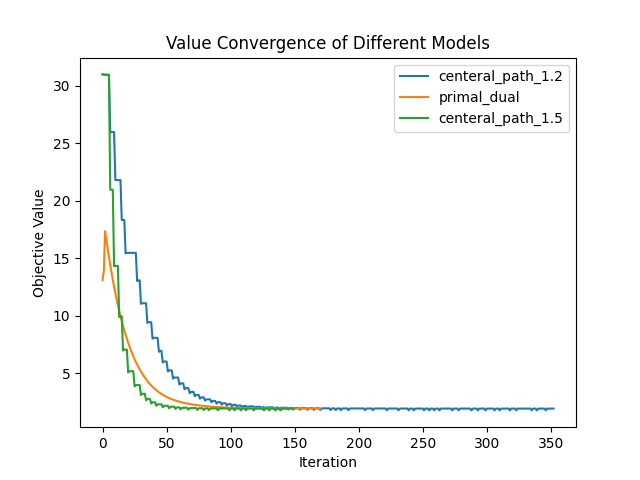 Value Convergence of Different Models
centeral_path_1.2
primal_dual
centeral_path_1.5
Objective Value
30
25
20
15
10
5
0 50 100 150 200 250 300 350
Iteration